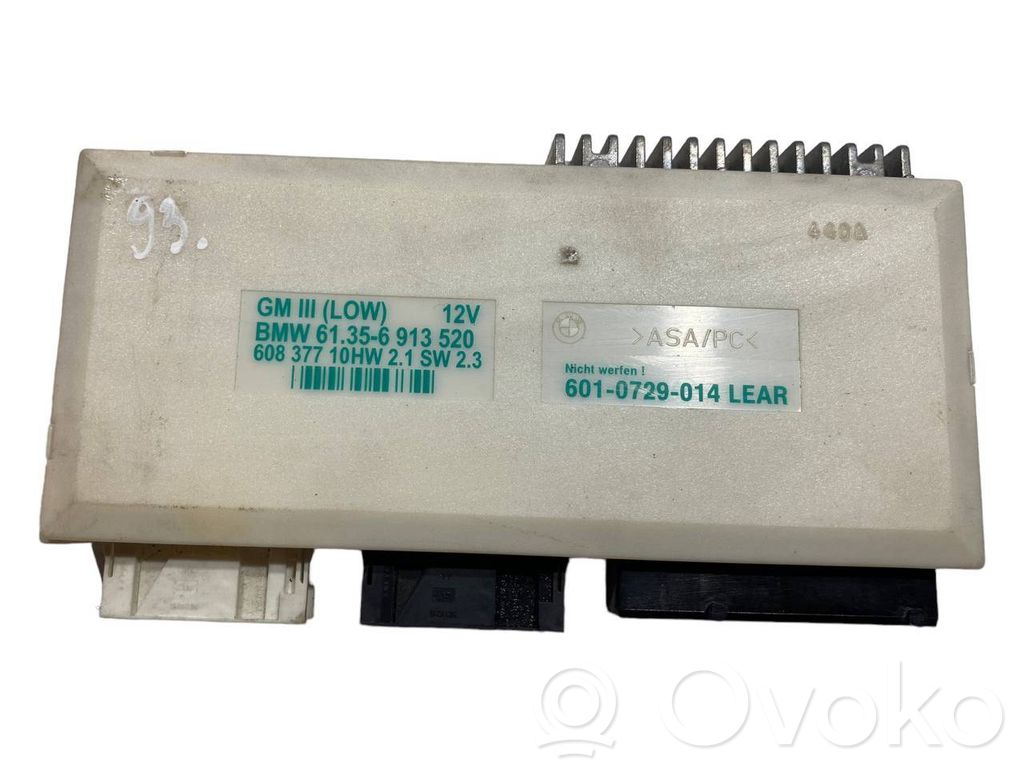 93.
GM III (LOW) 12V
BMW 61.35-6 913 520
608 377 10HW 2.1 SW 2.3
>ASA/PC<
Nicht werfen !
601-0729-014 LEAR
Ovoko